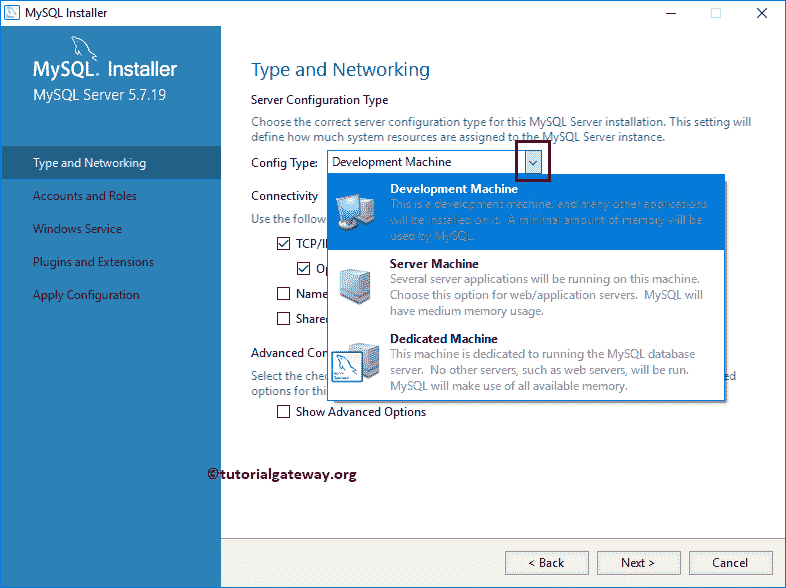 MySQL Installer
MySQL. Installer
MySQL Server 5.7.19
Type and Networking
Accounts and Roles
Windows Service
Plugins and Extensions
Apply Configuration
Type and Networking
Server Configuration Type
Choose the correct server configuration type for this MySQL Server installation. This setting will
define how much system resources are assigned to the MySQL Server instance.
Config Type: Development Machine
Development Machine
This is a development machine, and many other applications
will be installed on it. A minimal amount of memory will be
used by MySQL.
Server Machine
Several server applications will be running on this machine.
Choose this option for web/application servers. MySQL will
have medium memory usage.
Dedicated Machine
This machine is dedicated to running the MySQL database
server. No other servers, such as web servers, will be run.
MySQL will make use of all available memory.
Connectivity
Use the follow
TCP/I
Op
Name
Share
Advanced Con
Select the che ed
options for this
Show Advanced Options
©tutorialgateway.org
< Back Next > Cancel